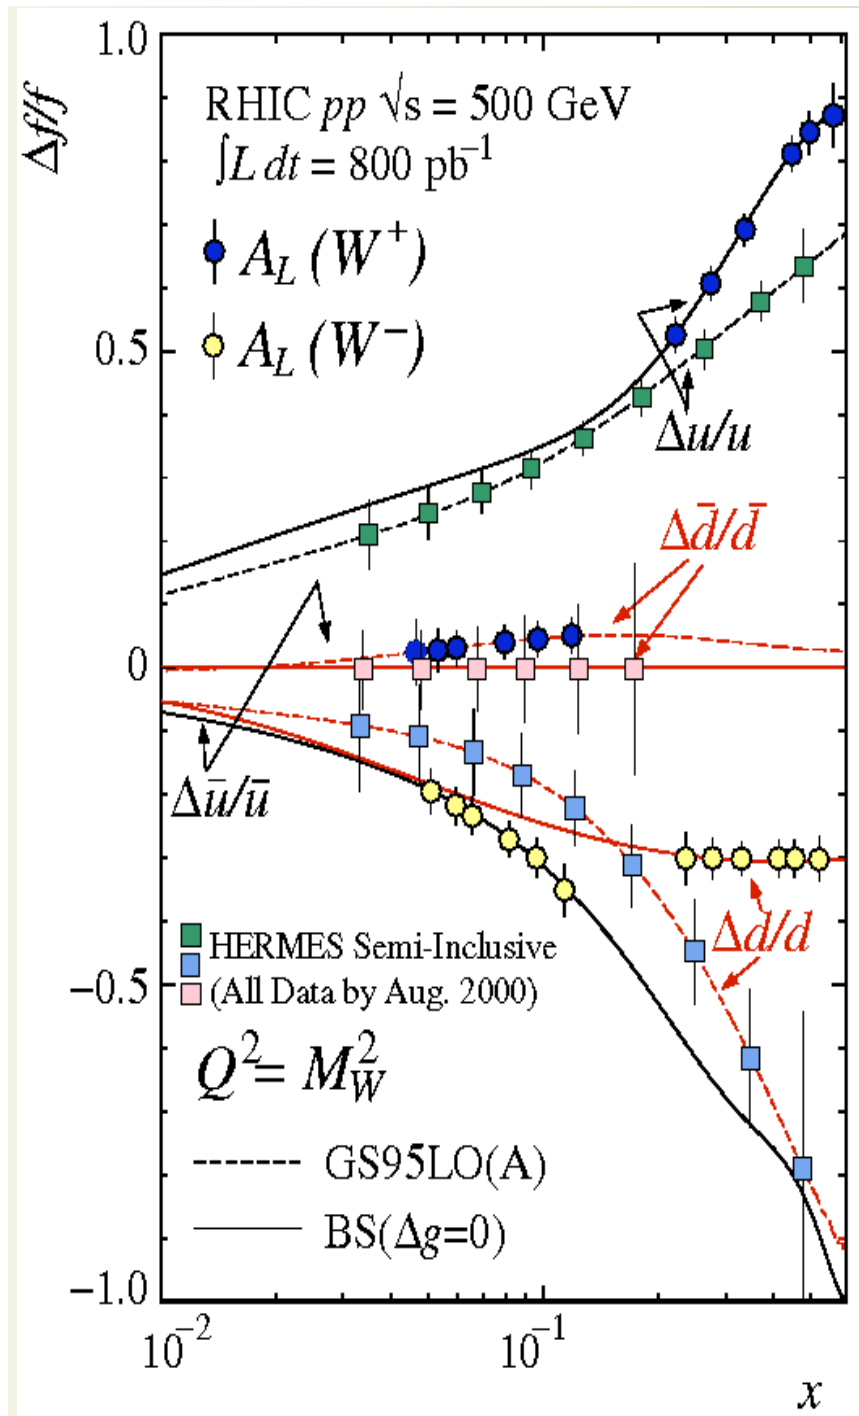 1.0
Δf/f
RHIC pp √s = 500 GeV
∫L dt = 800 pb⁻¹
A_L (W⁺)
A_L (W⁻)
0.5
Δu/u
Δd̄/d̄
0
Δū/ū
HERMES Semi-Inclusive
(All Data by Aug. 2000)
Δd/d
−0.5
Q² = M_W²
GS95LO(A)
BS(Δg=0)
−1.0
10⁻²
10⁻¹
x